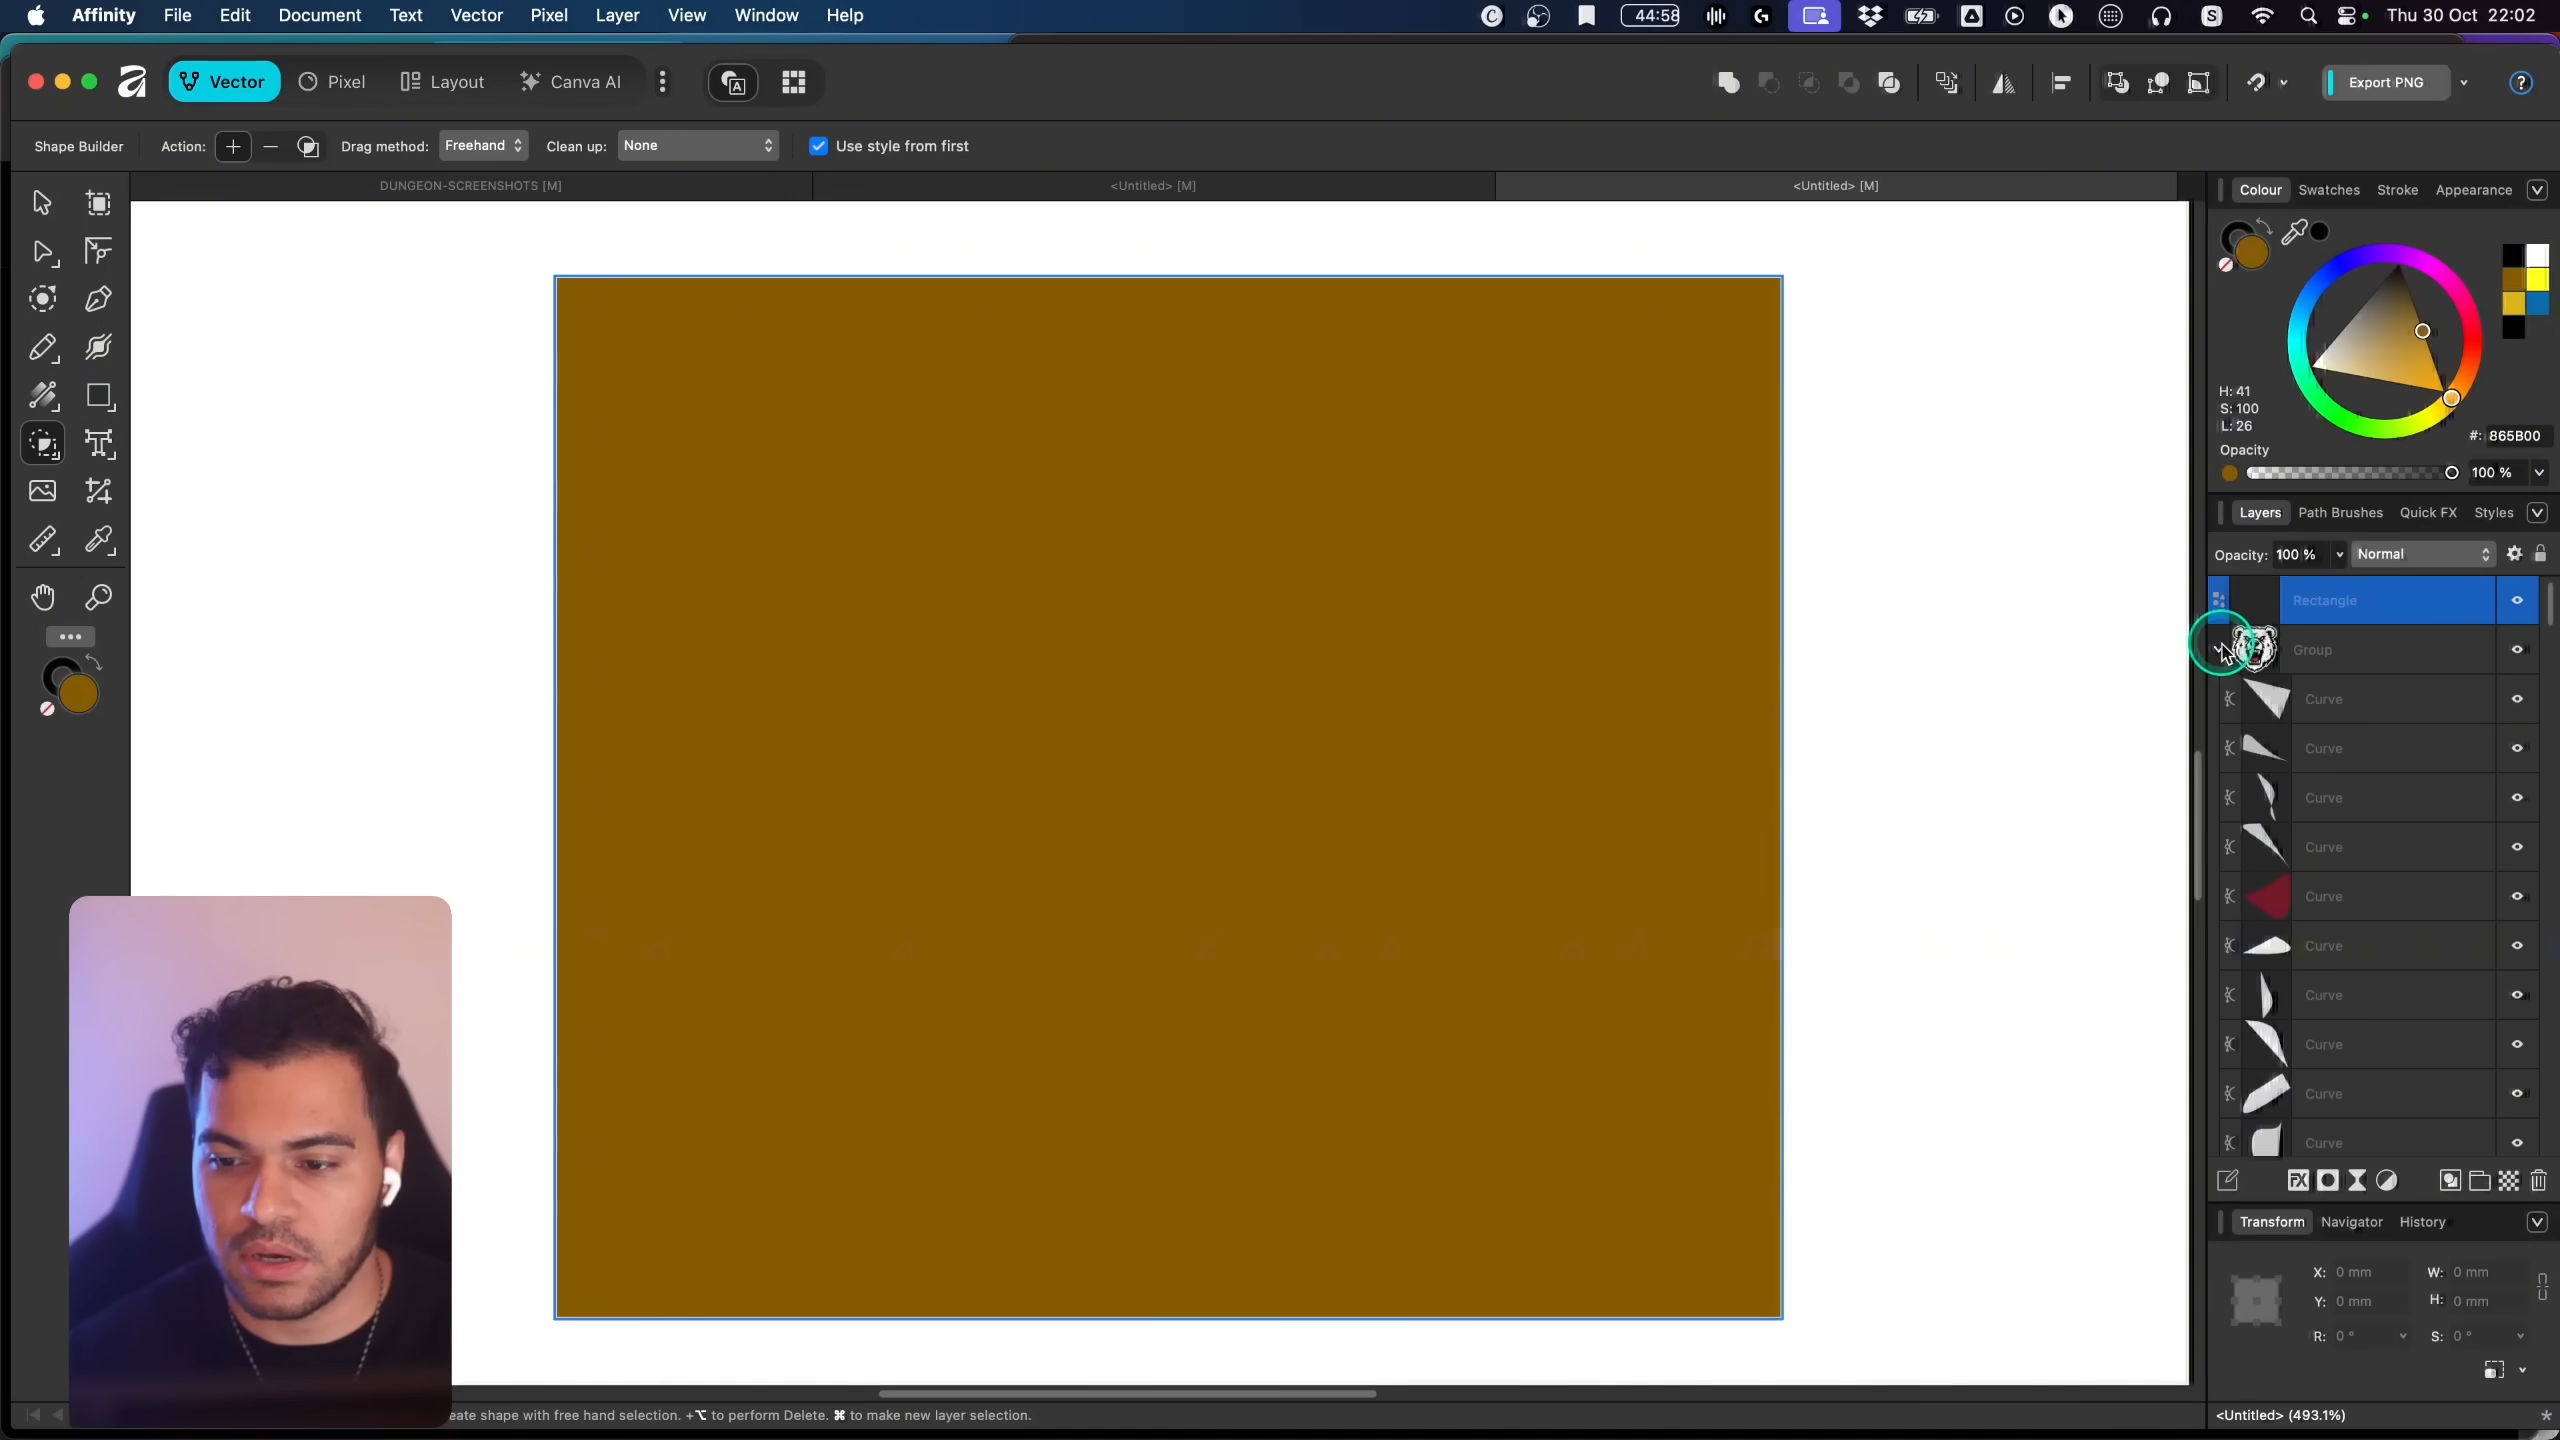 Affinity File Edit Document Text Vector Pixel Layer View Window Help
44:58
Thu 30 Oct 22:02
Vector Pixel Layout Canva AI
Export PNG
Shape Builder Action: Drag method: Freehand Clean up: None Use style from first
DUNGEON-SCREENSHOTS [M] <Untitled> [M] <Untitled> [M]
Colour Swatches Stroke Appearance
H: 41
S: 100
L: 26
#: 865B00
Opacity
100 %
Layers Path Brushes Quick FX Styles
Opacity: 100 % Normal
Rectangle
Group
Curve
Curve
Curve
Curve
Curve
Curve
Curve
Curve
Curve
Curve
FX
Transform Navigator History
X: 0 mm W: 0 mm
Y: 0 mm H: 0 mm
R: 0 ° S: 0 °
eate shape with free hand selection. +⌥ to perform Delete. ⌘ to make new layer selection.
<Untitled> (493.1%)